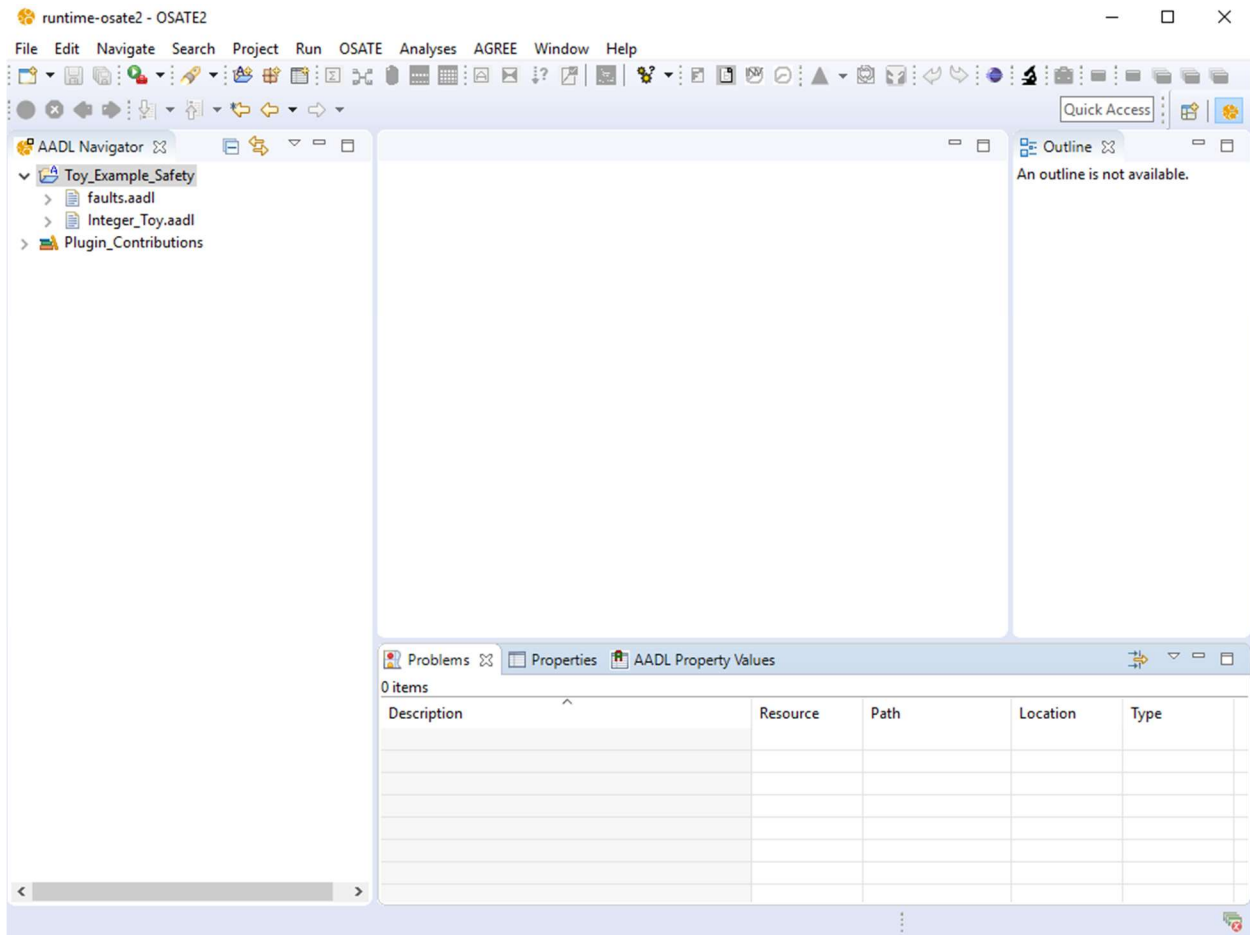 runtime-osate2 - OSATE2
File Edit Navigate Search Project Run OSATE Analyses AGREE Window Help
Quick Access
AADL Navigator
Outline
Toy_Example_Safety
An outline is not available.
faults.aadl
Integer_Toy.aadl
Plugin_Contributions
Problems Properties AADL Property Values
0 items
Description Resource Path Location Type